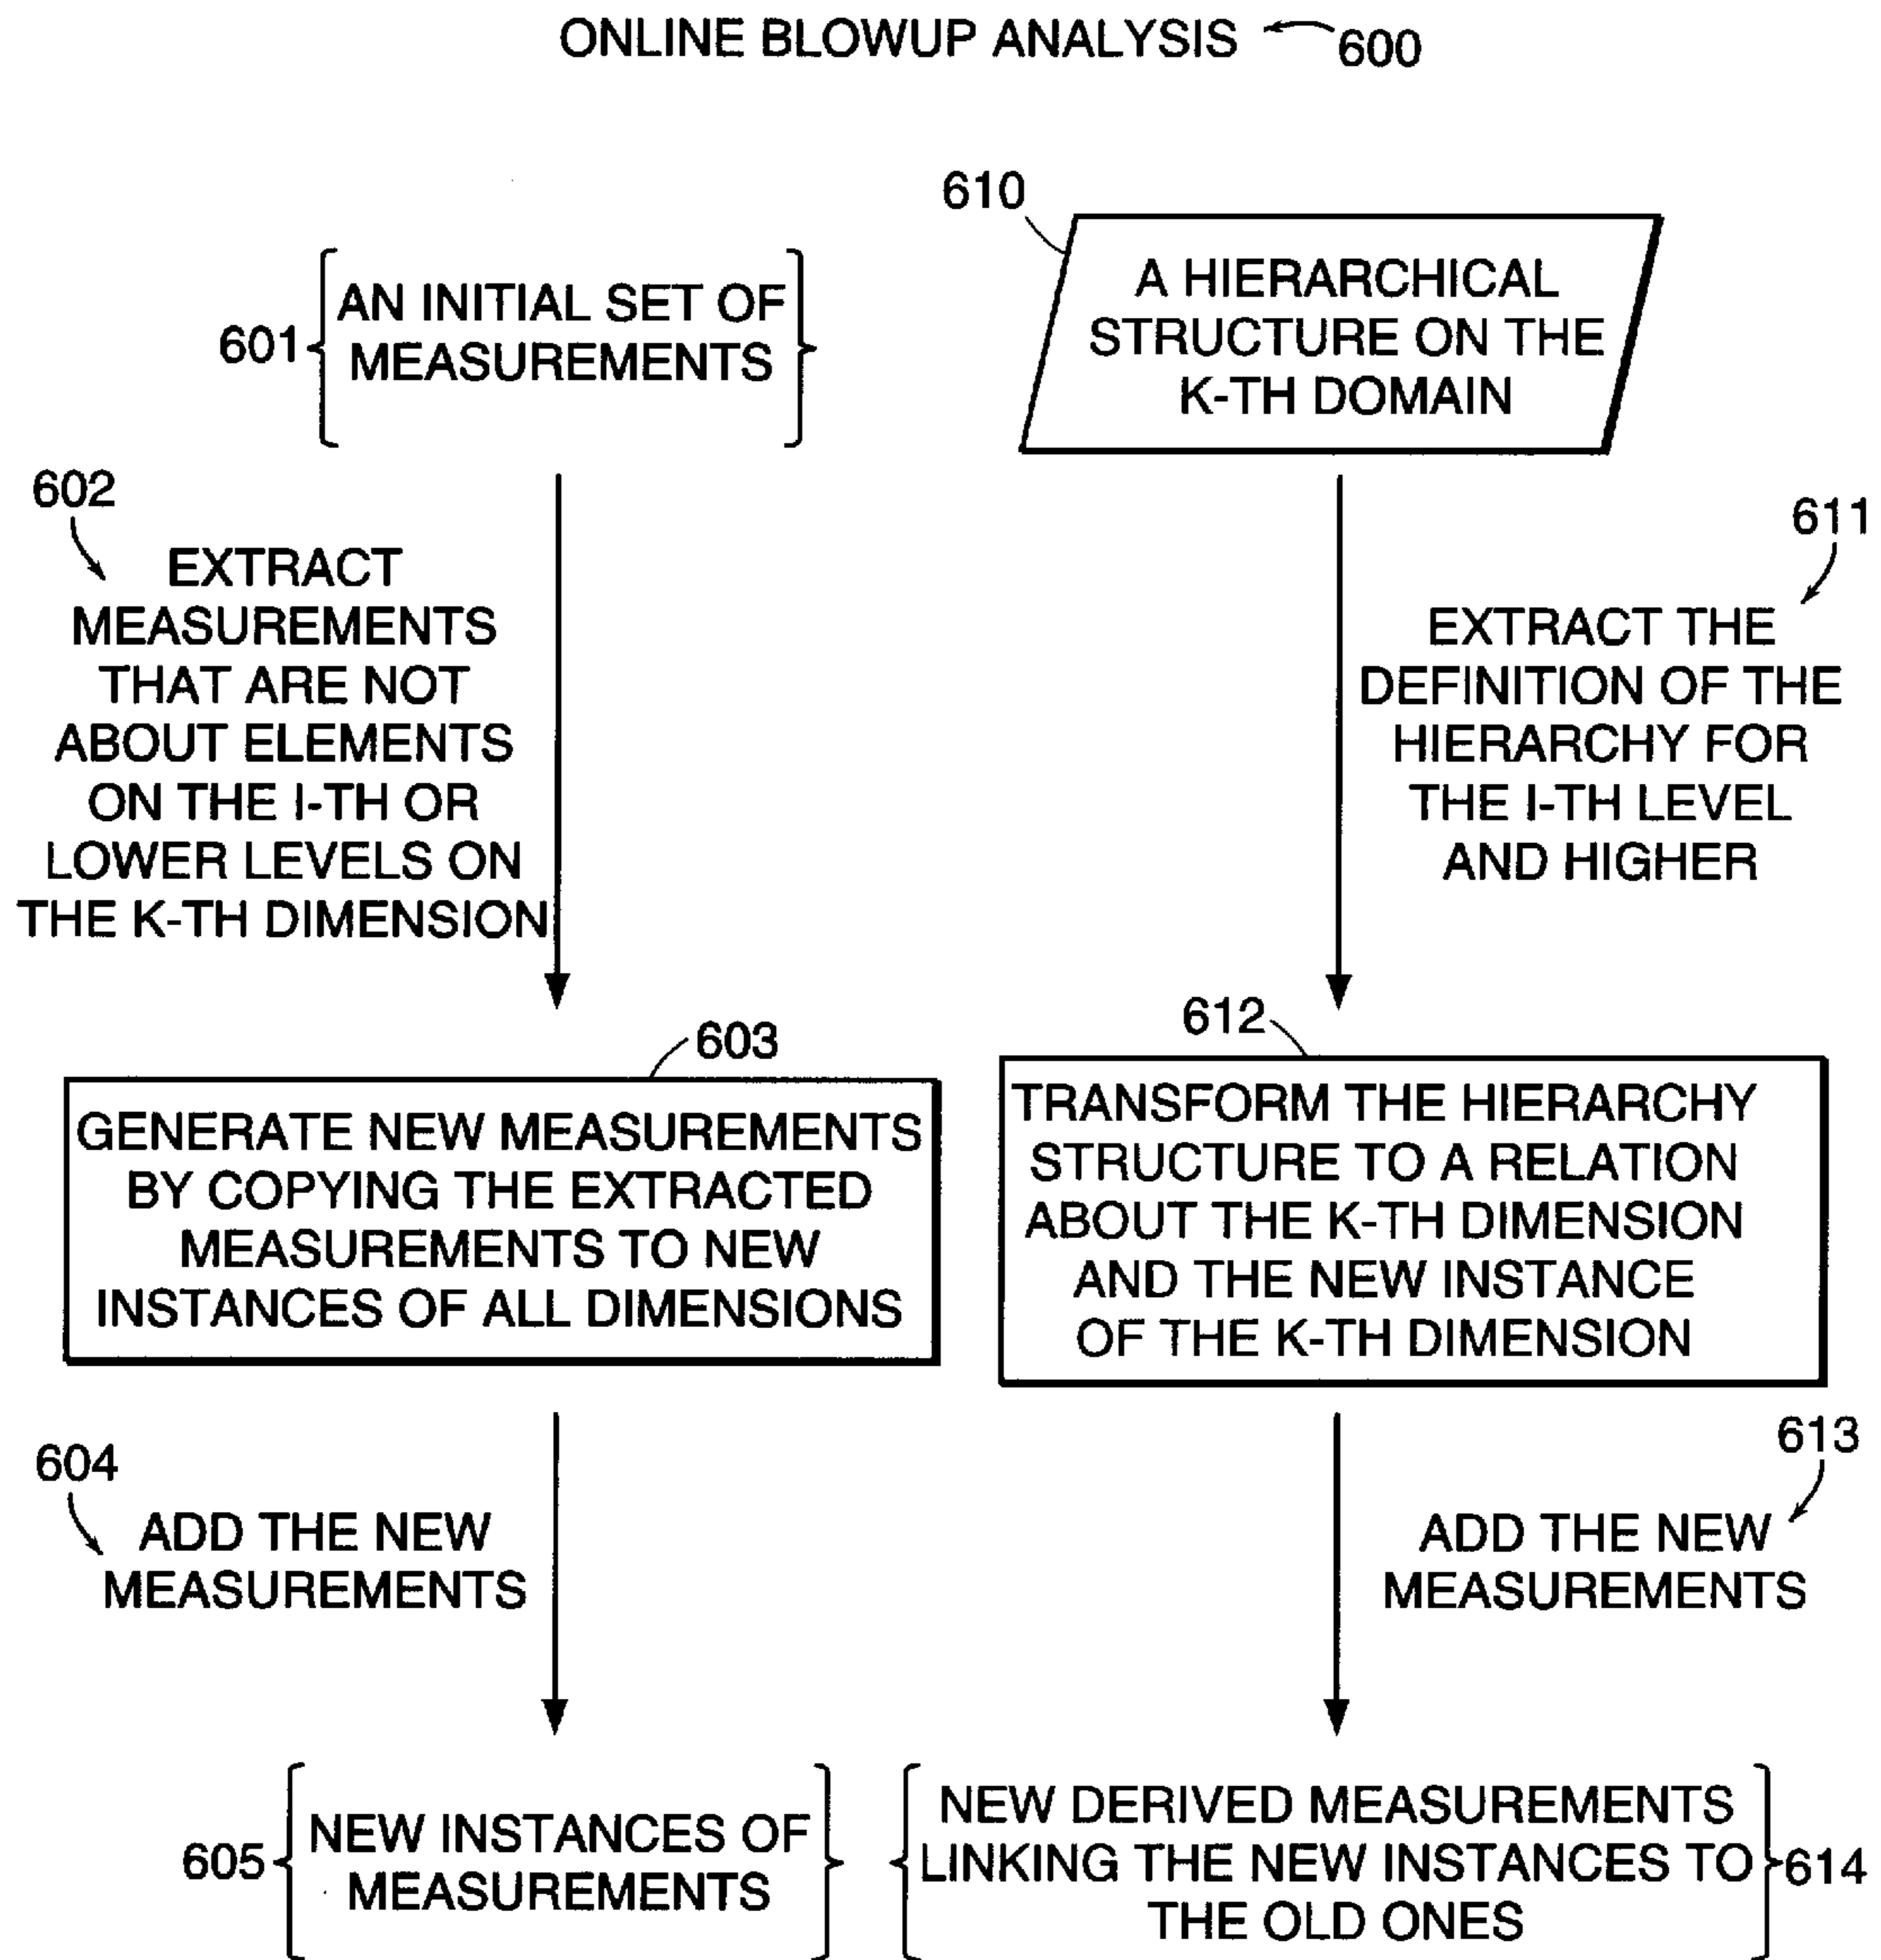 ONLINE BLOWUP ANALYSIS 600
601
AN INITIAL SET OF
MEASUREMENTS
610
A HIERARCHICAL
STRUCTURE ON THE
K-TH DOMAIN
602
EXTRACT
MEASUREMENTS
THAT ARE NOT
ABOUT ELEMENTS
ON THE I-TH OR
LOWER LEVELS ON
THE K-TH DIMENSION
611
EXTRACT THE
DEFINITION OF THE
HIERARCHY FOR
THE I-TH LEVEL
AND HIGHER
603
GENERATE NEW MEASUREMENTS
BY COPYING THE EXTRACTED
MEASUREMENTS TO NEW
INSTANCES OF ALL DIMENSIONS
612
TRANSFORM THE HIERARCHY
STRUCTURE TO A RELATION
ABOUT THE K-TH DIMENSION
AND THE NEW INSTANCE
OF THE K-TH DIMENSION
604
ADD THE NEW
MEASUREMENTS
613
ADD THE NEW
MEASUREMENTS
605
NEW INSTANCES OF
MEASUREMENTS
NEW DERIVED MEASUREMENTS
LINKING THE NEW INSTANCES TO
THE OLD ONES
614